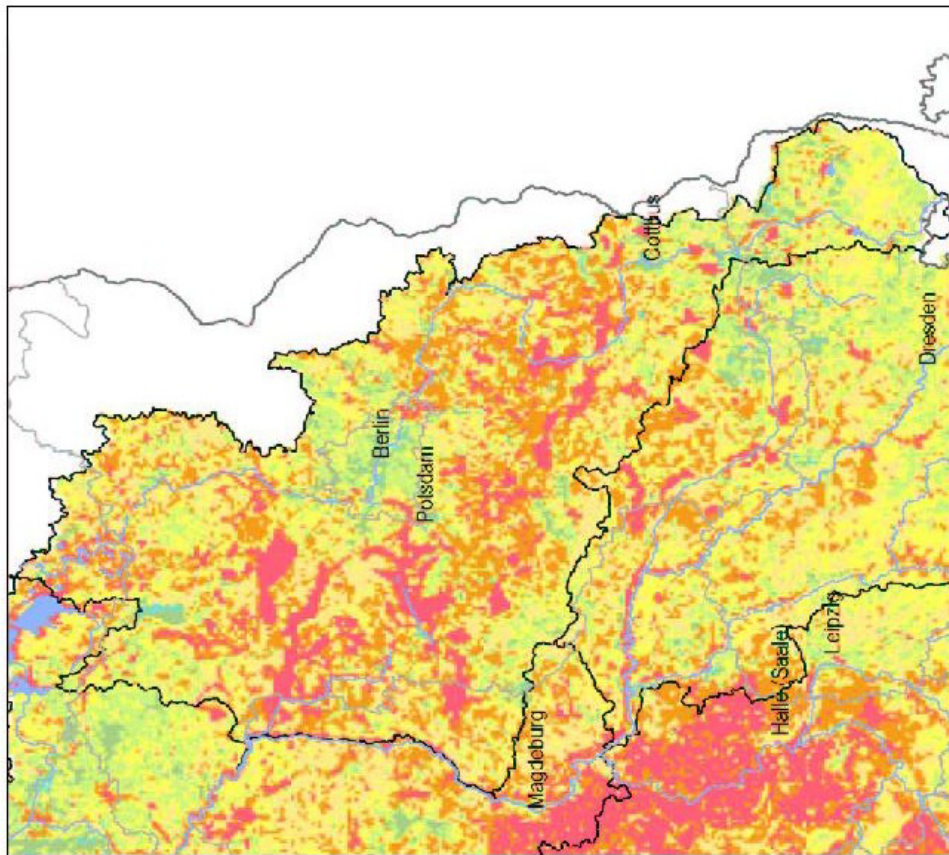 Berlin
Potsdam
Magdeburg
Cottbus
Halle (Saale)
Leipzig
Dresden